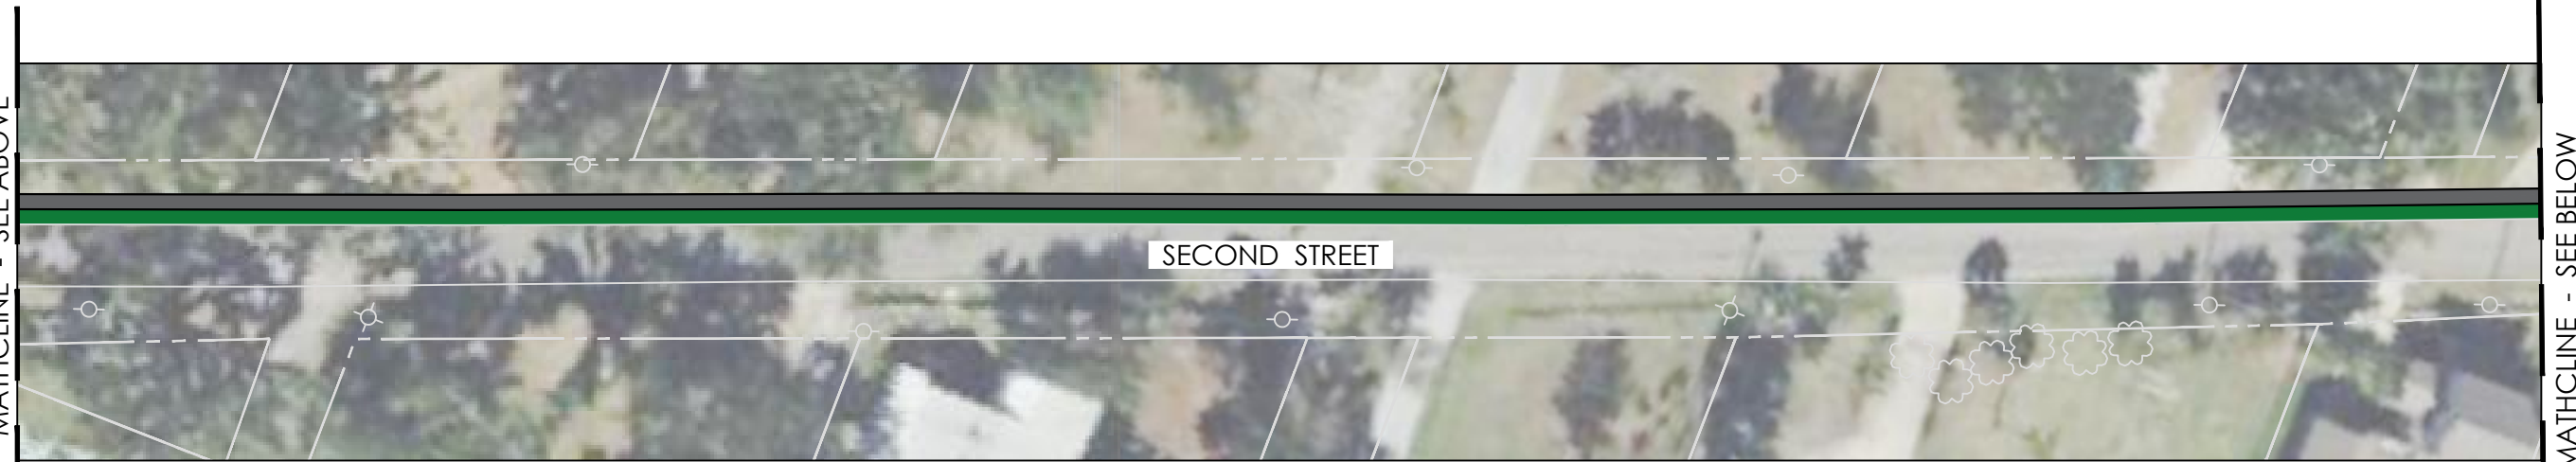 MATHCLINE - SEE ABOVE
SECOND STREET
MATHCLINE - SEE BELOW